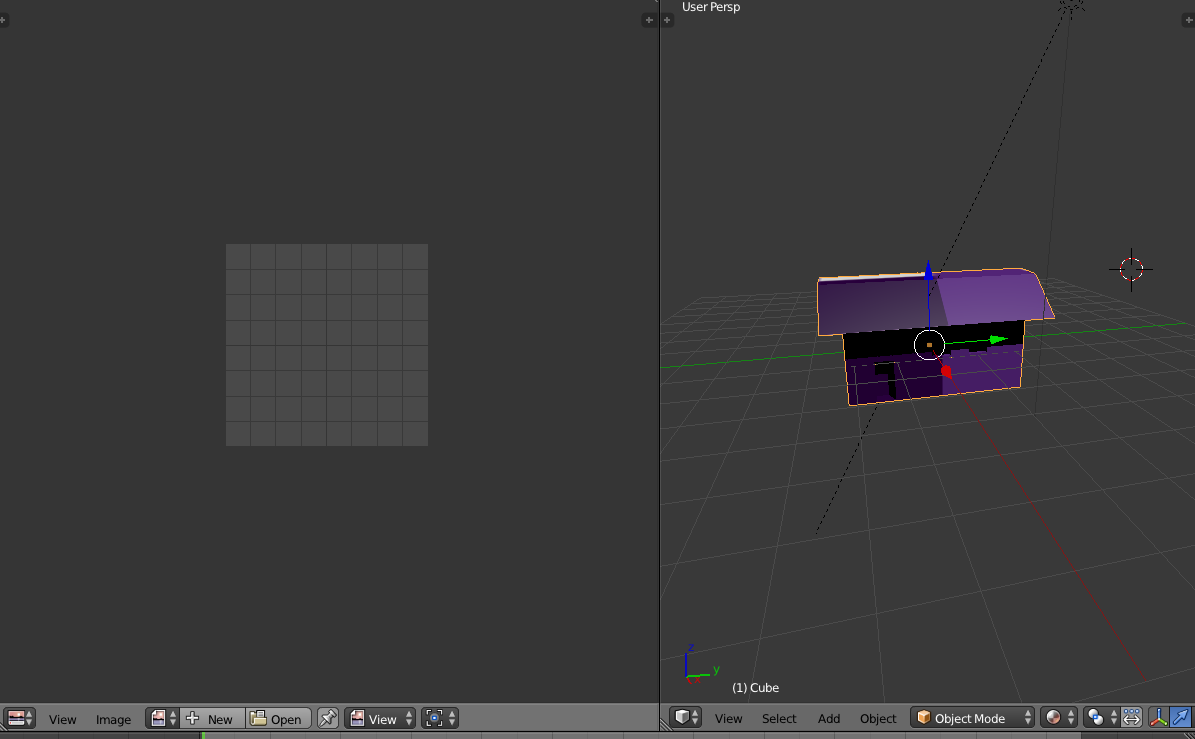 User Persp
z
y
(1) Cube
View Image New Open View
View Select Add Object Object Mode